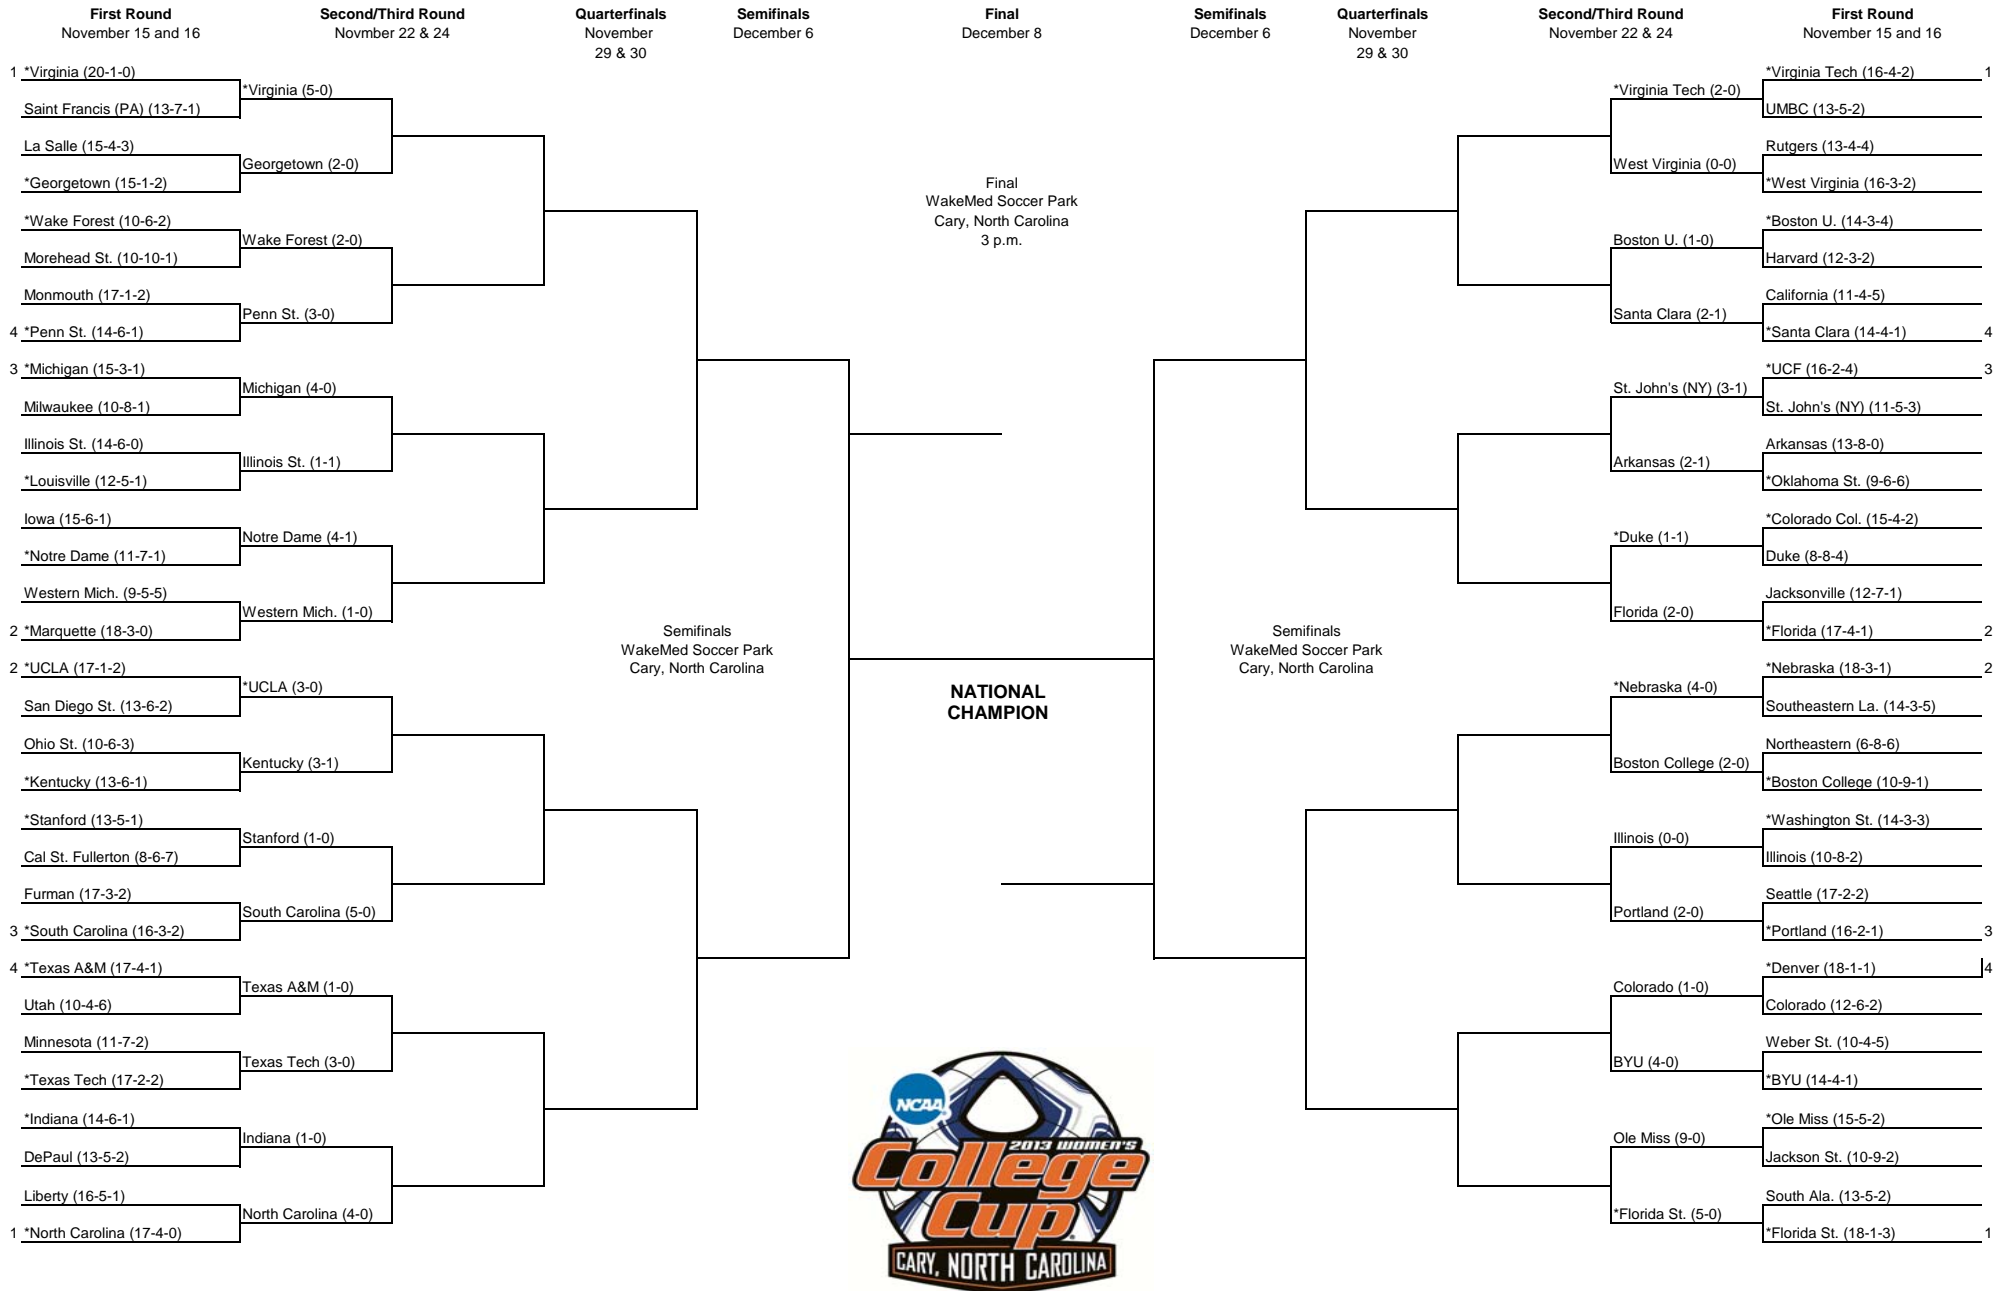 First Round
November 15 and 16
Second/Third Round
Novmber 22 & 24
Quarterfinals
November
29 & 30
Semifinals
December 6
Final
December 8
Semifinals
December 6
Quarterfinals
November
29 & 30
Second/Third Round
November 22 & 24
First Round
November 15 and 16
1 *Virginia (20-1-0)
Saint Francis (PA) (13-7-1)
La Salle (15-4-3)
*Georgetown (15-1-2)
*Wake Forest (10-6-2)
Morehead St. (10-10-1)
Monmouth (17-1-2)
4 *Penn St. (14-6-1)
3 *Michigan (15-3-1)
Milwaukee (10-8-1)
Illinois St. (14-6-0)
*Louisville (12-5-1)
Iowa (15-6-1)
*Notre Dame (11-7-1)
Western Mich. (9-5-5)
2 *Marquette (18-3-0)
2 *UCLA (17-1-2)
San Diego St. (13-6-2)
Ohio St. (10-6-3)
*Kentucky (13-6-1)
*Stanford (13-5-1)
Cal St. Fullerton (8-6-7)
Furman (17-3-2)
3 *South Carolina (16-3-2)
4 *Texas A&M (17-4-1)
Utah (10-4-6)
Minnesota (11-7-2)
*Texas Tech (17-2-2)
*Indiana (14-6-1)
DePaul (13-5-2)
Liberty (16-5-1)
1 *North Carolina (17-4-0)
*Virginia (5-0)
Georgetown (2-0)
Wake Forest (2-0)
Penn St. (3-0)
Michigan (4-0)
Illinois St. (1-1)
Notre Dame (4-1)
Western Mich. (1-0)
*UCLA (3-0)
Kentucky (3-1)
Stanford (1-0)
South Carolina (5-0)
Texas A&M (1-0)
Texas Tech (3-0)
Indiana (1-0)
North Carolina (4-0)
Semifinals
WakeMed Soccer Park
Cary, North Carolina
Final
WakeMed Soccer Park
Cary, North Carolina
3 p.m.
NATIONAL
CHAMPION
NCAA
2013 WOMEN'S
College
Cup
CARY, NORTH CAROLINA
Semifinals
WakeMed Soccer Park
Cary, North Carolina
*Virginia Tech (2-0)
West Virginia (0-0)
Boston U. (1-0)
Santa Clara (2-1)
St. John's (NY) (3-1)
Arkansas (2-1)
*Duke (1-1)
Florida (2-0)
*Nebraska (4-0)
Boston College (2-0)
Illinois (0-0)
Portland (2-0)
Colorado (1-0)
BYU (4-0)
Ole Miss (9-0)
*Florida St. (5-0)
*Virginia Tech (16-4-2) 1
UMBC (13-5-2)
Rutgers (13-4-4)
*West Virginia (16-3-2)
*Boston U. (14-3-4)
Harvard (12-3-2)
California (11-4-5)
*Santa Clara (14-4-1) 4
*UCF (16-2-4) 3
St. John's (NY) (11-5-3)
Arkansas (13-8-0)
*Oklahoma St. (9-6-6)
*Colorado Col. (15-4-2)
Duke (8-8-4)
Jacksonville (12-7-1)
*Florida (17-4-1) 2
*Nebraska (18-3-1) 2
Southeastern La. (14-3-5)
Northeastern (6-8-6)
*Boston College (10-9-1)
*Washington St. (14-3-3)
Illinois (10-8-2)
Seattle (17-2-2)
*Portland (16-2-1) 3
*Denver (18-1-1) 4
Colorado (12-6-2)
Weber St. (10-4-5)
*BYU (14-4-1)
*Ole Miss (15-5-2)
Jackson St. (10-9-2)
South Ala. (13-5-2)
*Florida St. (18-1-3) 1